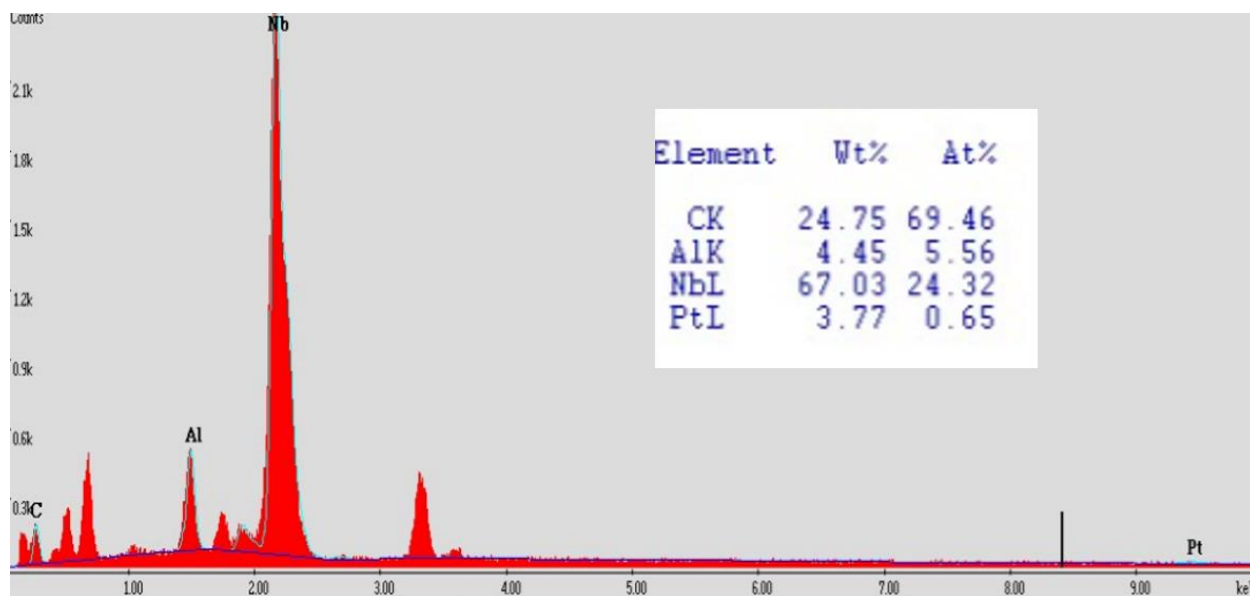 Counts
Nb
2.1k
1.8k
1.5k
1.2k
0.9k
0.6k
0.3k
C
Al
Pt
Element Wt% At%
CK 24.75 69.46
AlK 4.45 5.56
NbL 67.03 24.32
PtL 3.77 0.65
1.00 2.00 3.00 4.00 5.00 6.00 7.00 8.00 9.00 ke